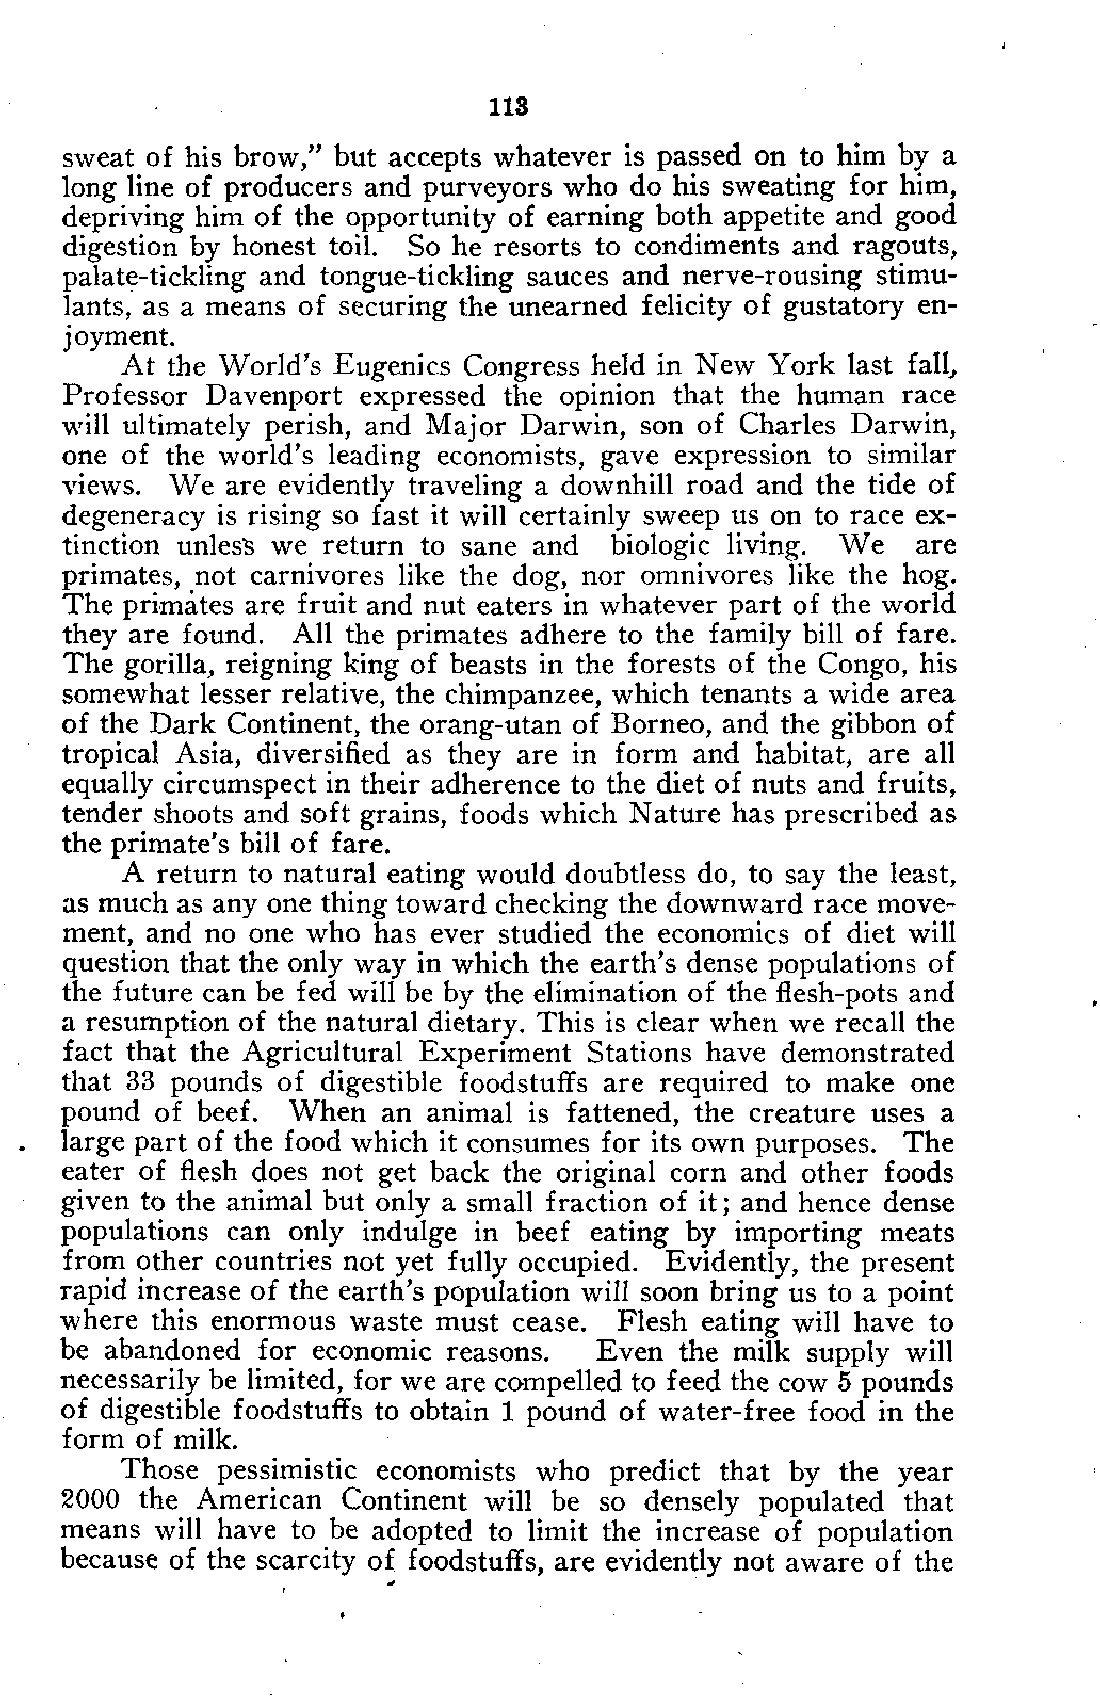 113
sweat of his brow," but accepts whatever is passed on to him by a
long line of producers and purveyors who do his sweating for him,
depriving him of the opportunity of earning both appetite and good
digestion by honest toil. So he resorts to condiments and ragouts,
palate-tickling and tongue-tickling sauces and nerve-rousing stimu-
lants, as a means of securing the unearned felicity of gustatory en-
joyment.
At the World's Eugenics Congress held in New York last fall,
Professor Davenport expressed the opinion that the human race
will ultimately perish, and Major Darwin, son of Charles Darwin,
one of the world's leading economists, gave expression to similar
views. We are evidently traveling a downhill road and the tide of
degeneracy is rising so fast it will certainly sweep us on to race ex-
tinction unless we return to sane and biologic living. We are
primates, not carnivores like the dog, nor omnivores like the hog.
The primates are fruit and nut eaters in whatever part of the world
they are found. All the primates adhere to the family bill of fare.
The gorilla, reigning king of beasts in the forests of the Congo, his
somewhat lesser relative, the chimpanzee, which tenants a wide area
of the Dark Continent, the orang-utan of Borneo, and the gibbon of
tropical Asia, diversified as they are in form and habitat, are all
equally circumspect in their adherence to the diet of nuts and fruits,
tender shoots and soft grains, foods which Nature has prescribed as
the primate's bill of fare.
A return to natural eating would doubtless do, to say the least,
as much as any one thing toward checking the downward race move-
ment, and no one who has ever studied the economics of diet will
question that the only way in which the earth's dense populations of
the future can be fed will be by the elimination of the flesh-pots and
a resumption of the natural dietary. This is clear when we recall the
fact that the Agricultural Experiment Stations have demonstrated
that 33 pounds of digestible foodstuffs are required to make one
pound of beef. When an animal is fattened, the creature uses a
large part of the food which it consumes for its own purposes. The
eater of flesh does not get back the original corn and other foods
given to the animal but only a small fraction of it; and hence dense
populations can only indulge in beef eating by importing meats
from other countries not yet fully occupied. Evidently, the present
rapid increase of the earth's population will soon bring us to a point
where this enormous waste must cease. Flesh eating will have to
be abandoned for economic reasons. Even the milk supply will
necessarily be limited, for we are compelled to feed the cow 5 pounds
of digestible foodstuffs to obtain 1 pound of water-free food in the
form of milk.
Those pessimistic economists who predict that by the year
2000 the American Continent will be so densely populated that
means will have to be adopted to limit the increase of population
because of the scarcity of foodstuffs, are evidently not aware of the